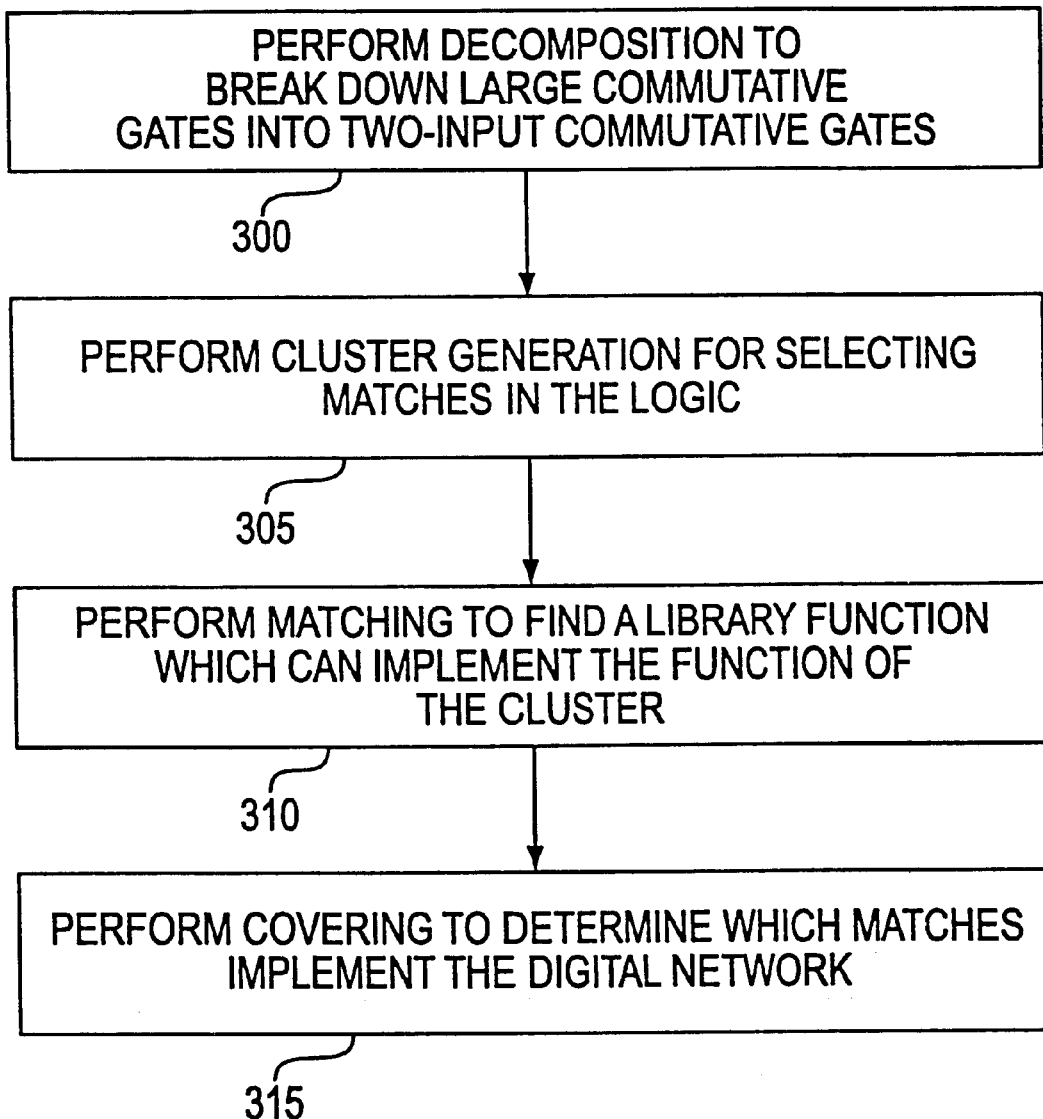 PERFORM DECOMPOSITION TO
BREAK DOWN LARGE COMMUTATIVE
GATES INTO TWO-INPUT COMMUTATIVE GATES
300
PERFORM CLUSTER GENERATION FOR SELECTING
MATCHES IN THE LOGIC
305
PERFORM MATCHING TO FIND A LIBRARY FUNCTION
WHICH CAN IMPLEMENT THE FUNCTION OF
THE CLUSTER
310
PERFORM COVERING TO DETERMINE WHICH MATCHES
IMPLEMENT THE DIGITAL NETWORK
315